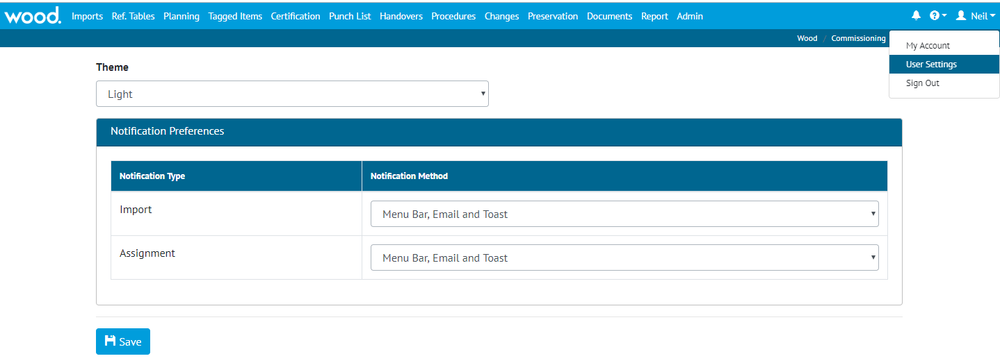 wood. Imports Ref. Tables Planning Tagged Items Certification Punch List Handovers Procedures Changes Preservation Documents Report Admin ? Neil
Wood / Commissioning
My Account
User Settings
Sign Out
Theme
Light
Notification Preferences
Notification Type Notification Method
Import Menu Bar, Email and Toast
Assignment Menu Bar, Email and Toast
Save